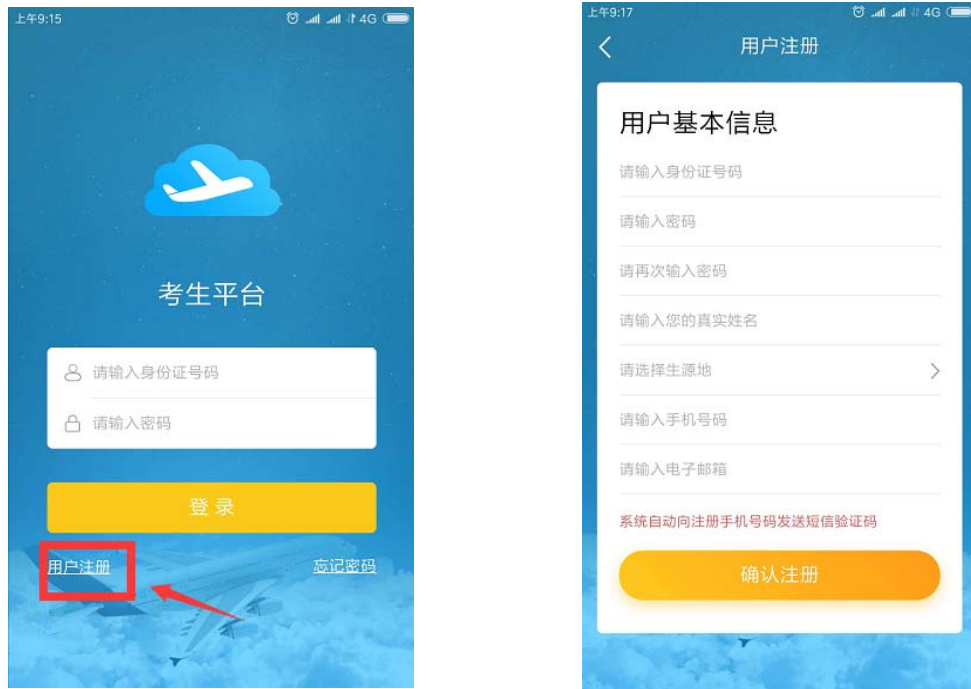 上午9:15
4G
考生平台
请输入身份证号码
请输入密码
登录
用户注册
忘记密码
上午9:17
4G
用户注册
用户基本信息
请输入身份证号码
请输入密码
请再次输入密码
请输入您的真实姓名
请选择生源地
请输入手机号码
请输入电子邮箱
系统自动向注册手机号码发送短信验证码
确认注册